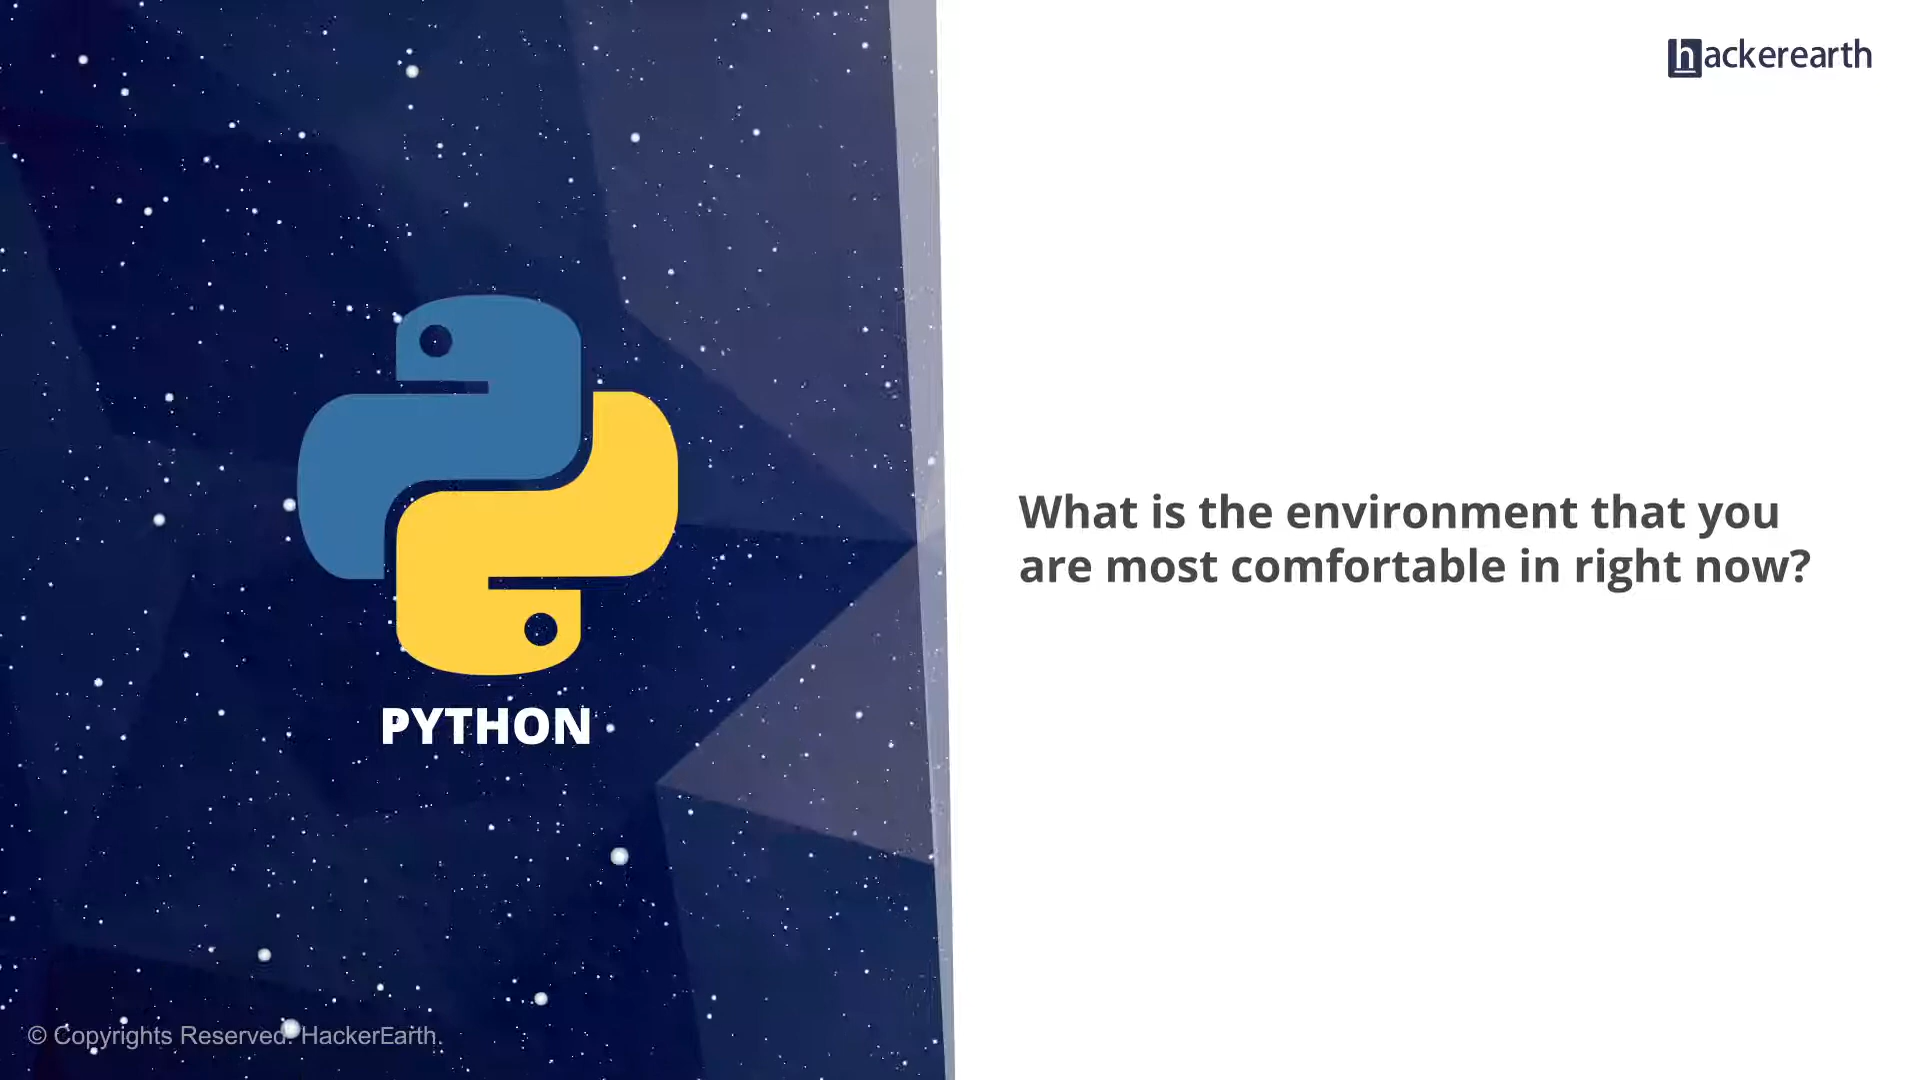 hackerearth
What is the environment that you
are most comfortable in right now?
PYTHON
© Copyrights Reserved. HackerEarth.